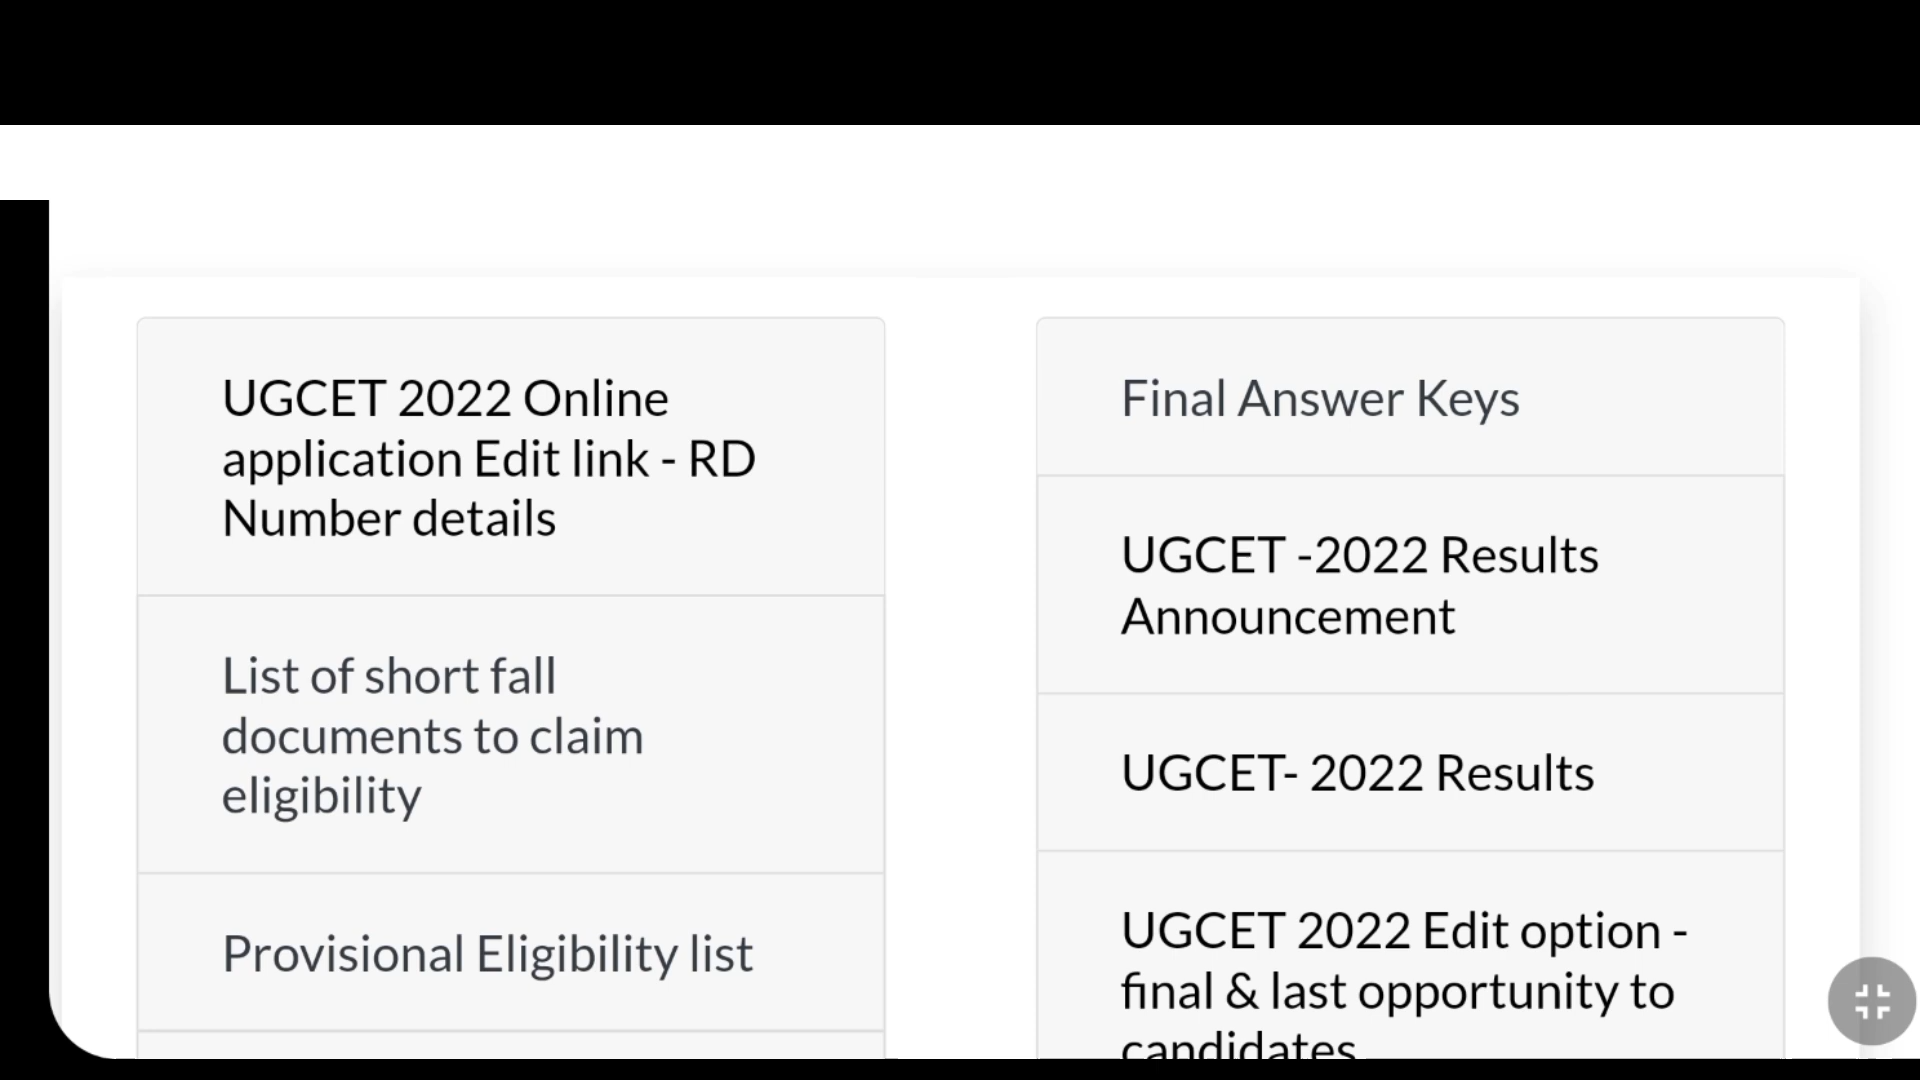 UGCET 2022 Online
application Edit link - RD
Number details
List of short fall
documents to claim
eligibility
Provisional Eligibility list
Final Answer Keys
UGCET -2022 Results
Announcement
UGCET- 2022 Results
UGCET 2022 Edit option -
final & last opportunity to
candidates